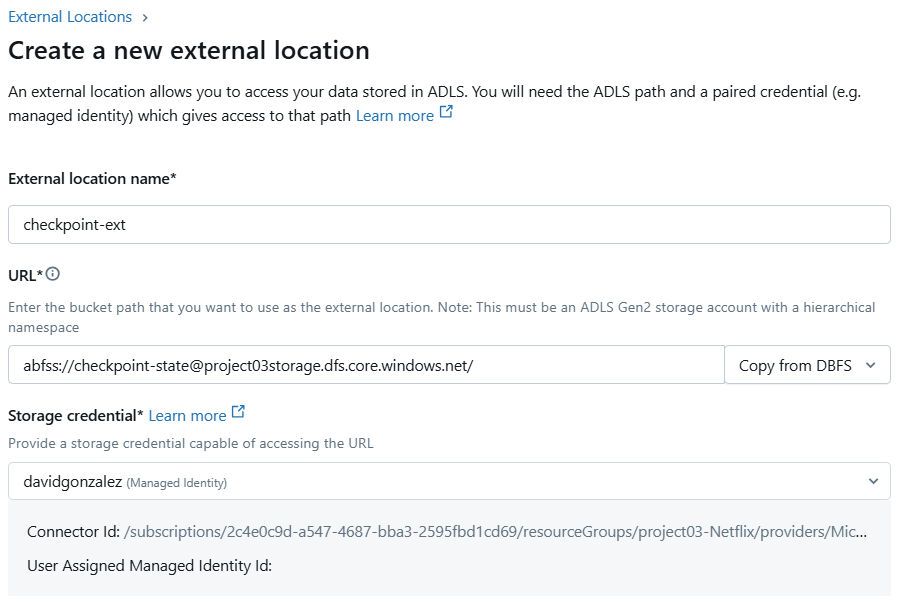 External Locations >
Create a new external location
An external location allows you to access your data stored in ADLS. You will need the ADLS path and a paired credential (e.g.
managed identity) which gives access to that path Learn more
External location name*
checkpoint-ext
URL*
Enter the bucket path that you want to use as the external location. Note: This must be an ADLS Gen2 storage account with a hierarchical
namespace
abfss://checkpoint-state@project03storage.dfs.core.windows.net/ Copy from DBFS
Storage credential* Learn more
Provide a storage credential capable of accessing the URL
davidgonzalez (Managed Identity)
Connector Id: /subscriptions/2c4e0c9d-a547-4687-bba3-2595fbd1cd69/resourceGroups/project03-Netflix/providers/Mic...
User Assigned Managed Identity Id: